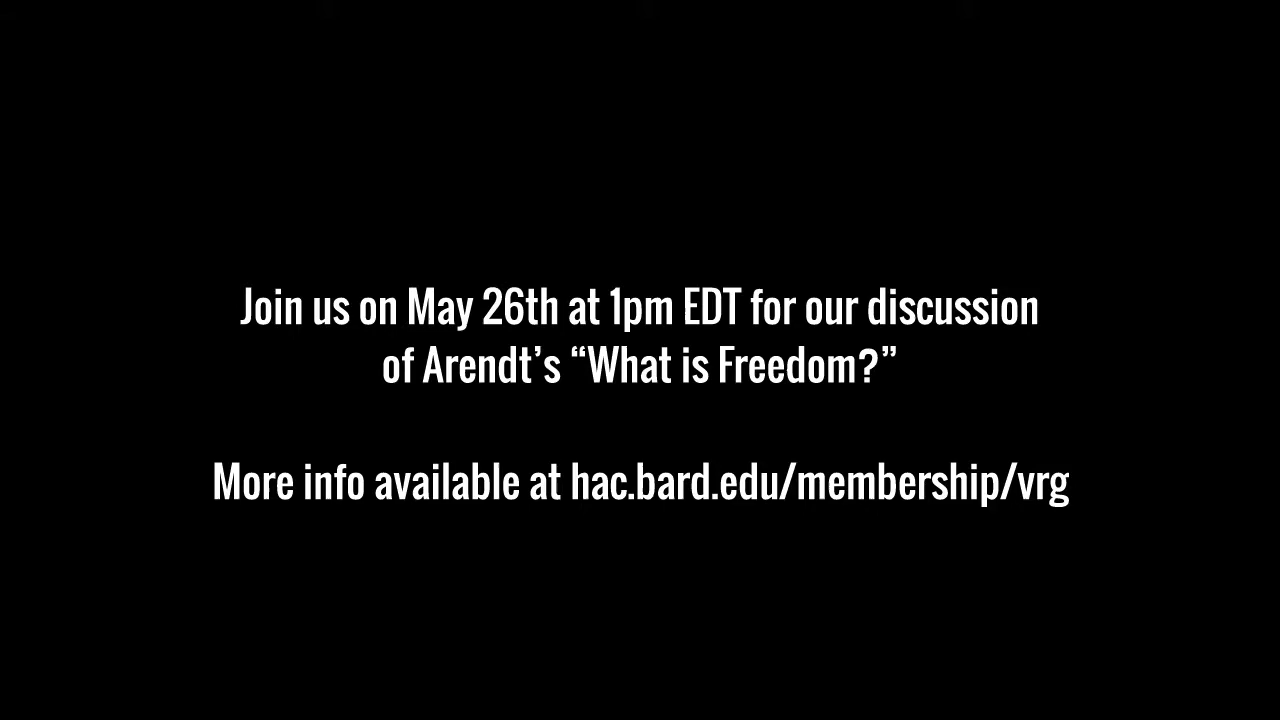 Join us on May 26th at 1pm EDT for our discussion
of Arendt’s “What is Freedom?”
More info available at hac.bard.edu/membership/vrg